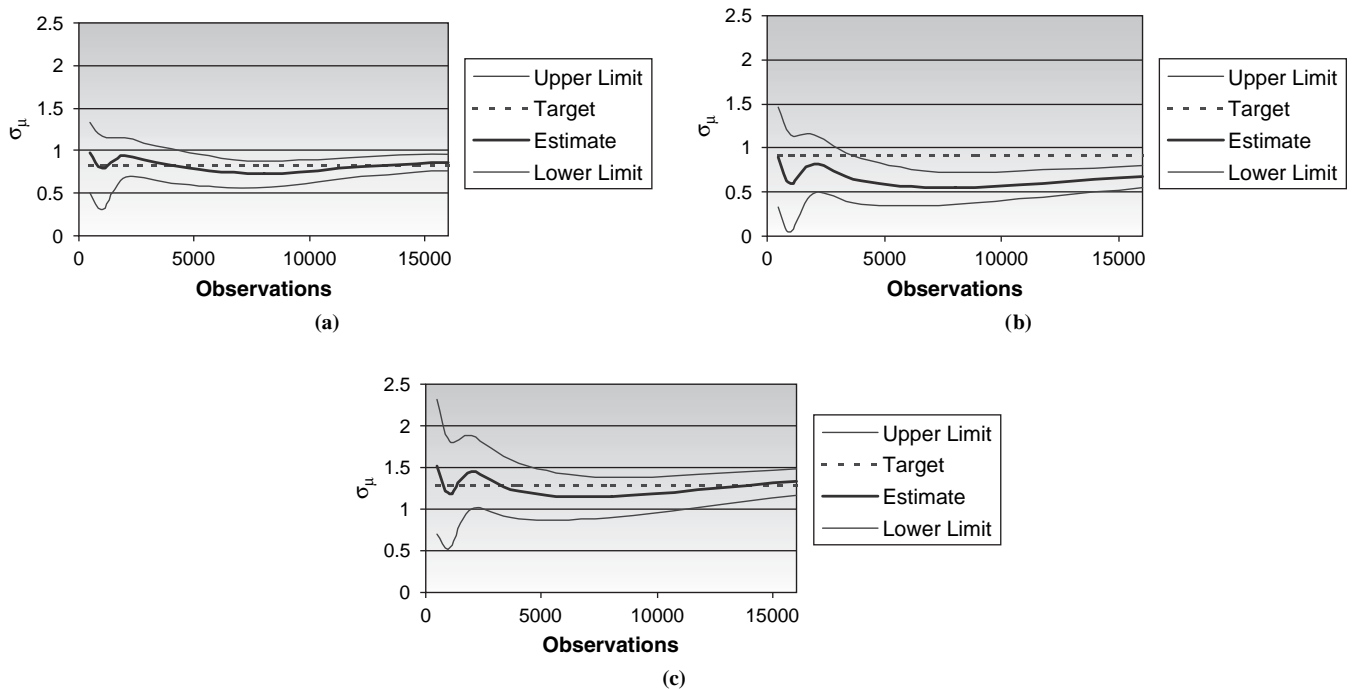 2.5
2
1.5
1
0.5
0
σμ
0 5000 10000 15000
Observations
Upper Limit
Target
Estimate
Lower Limit
(a)
2.5
2
1.5
1
0.5
0
σμ
0 5000 10000 15000
Observations
Upper Limit
Target
Estimate
Lower Limit
(b)
2.5
2
1.5
1
0.5
0
σμ
0 5000 10000 15000
Observations
Upper Limit
Target
Estimate
Lower Limit
(c)